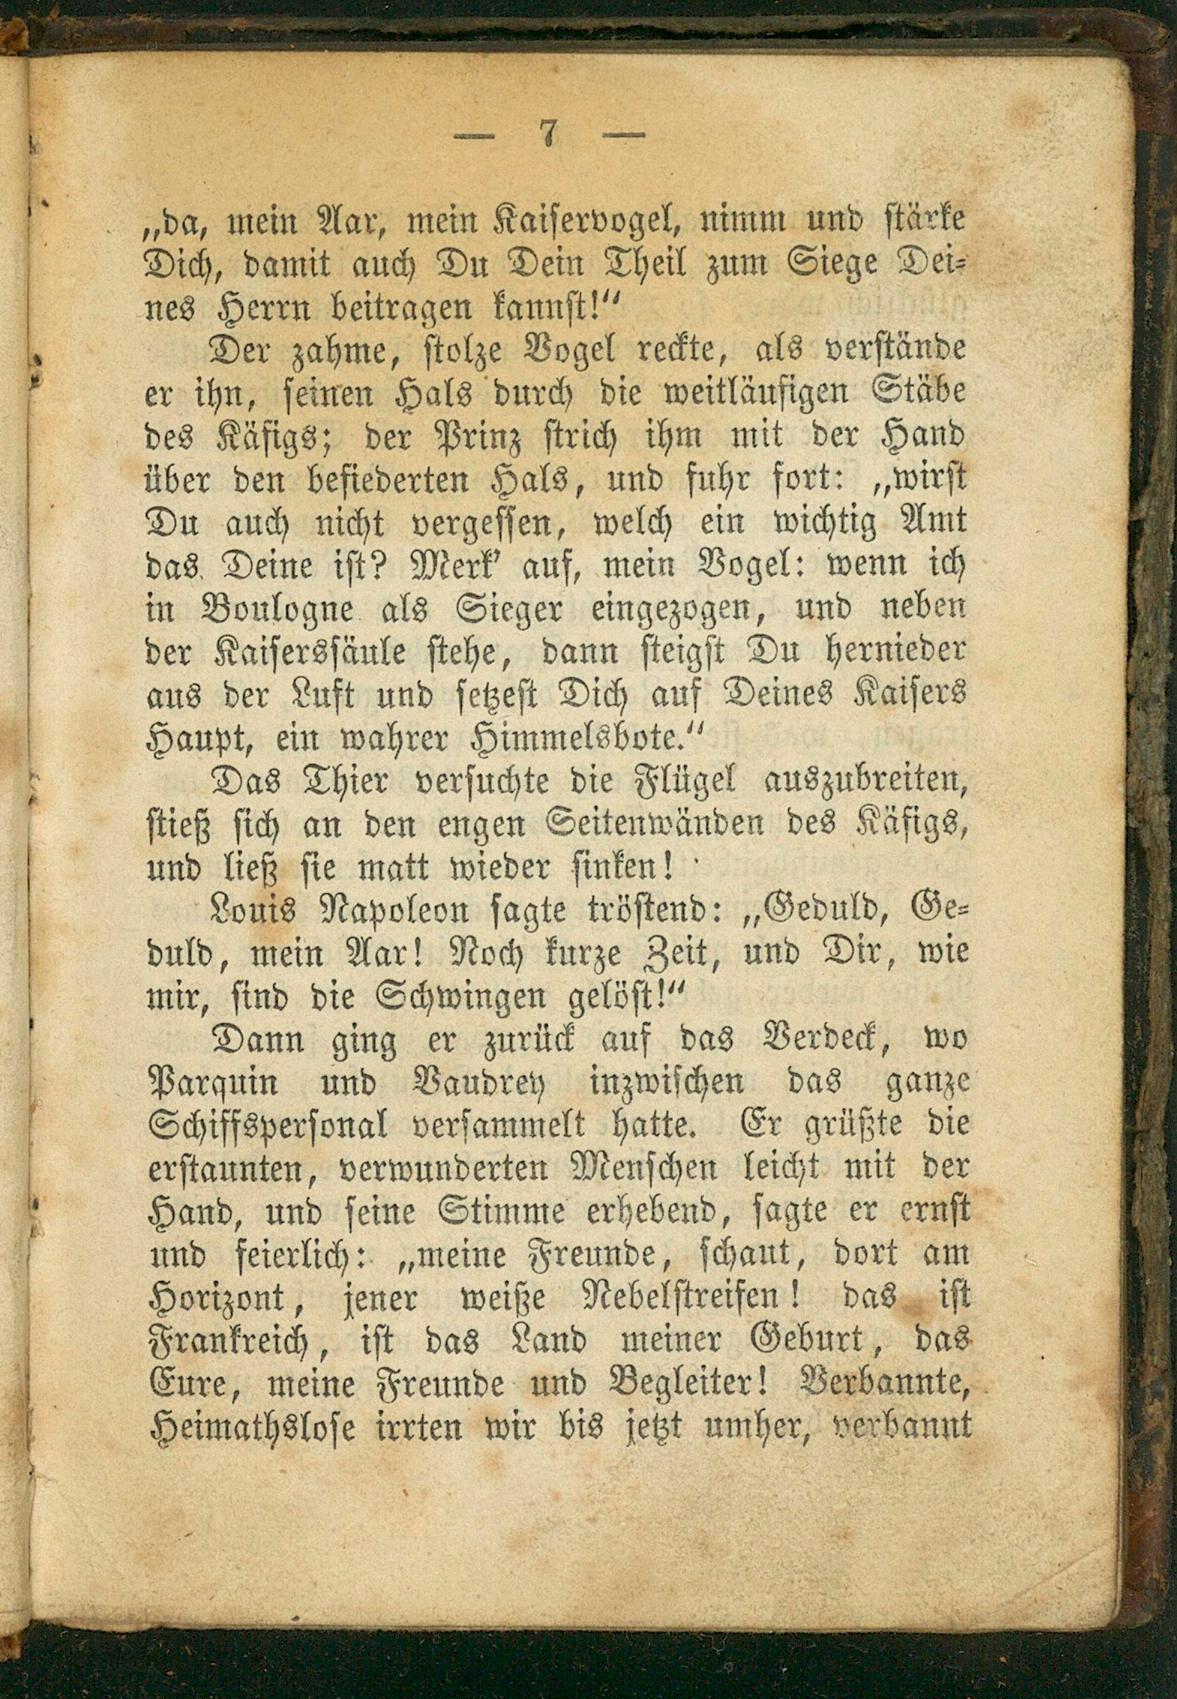 — 7 —
„da, mein Aar, mein Kaiservogel, nimm und stärke
Dich, damit auch Du Dein Theil zum Siege Dei-
nes Herrn beitragen kannst!“
Der zahme, stolze Vogel reckte, als verstände
er ihn, seinen Hals durch die weitläufigen Stäbe
des Käfigs; der Prinz strich ihm mit der Hand
über den befiederten Hals, und fuhr fort: „wirst
Du auch nicht vergessen, welch ein wichtig Amt
das Deine ist? Merk’ auf, mein Vogel: wenn ich
in Boulogne als Sieger eingezogen, und neben
der Kaiserssäule stehe, dann steigst Du hernieder
aus der Luft und setzest Dich auf Deines Kaisers
Haupt, ein wahrer Himmelsbote.“
Das Thier versuchte die Flügel auszubreiten,
stieß sich an den engen Seitenwänden des Käfigs,
und ließ sie matt wieder sinken!
Louis Napoleon sagte tröstend: „Geduld, Ge-
duld, mein Aar! Noch kurze Zeit, und Dir, wie
mir, sind die Schwingen gelöst!“
Dann ging er zurück auf das Verdeck, wo
Parquin und Vaudrey inzwischen das ganze
Schiffspersonal versammelt hatte. Er grüßte die
erstaunten, verwunderten Menschen leicht mit der
Hand, und seine Stimme erhebend, sagte er ernst
und feierlich: „meine Freunde, schaut, dort am
Horizont, jener weiße Nebelstreifen! das ist
Frankreich, ist das Land meiner Geburt, das
Eure, meine Freunde und Begleiter! Verbannte,
Heimathslose irrten wir bis jetzt umher, verbannt